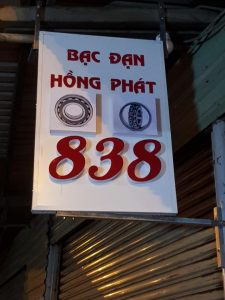 BẠC ĐẠN
HỒNG PHÁT
838